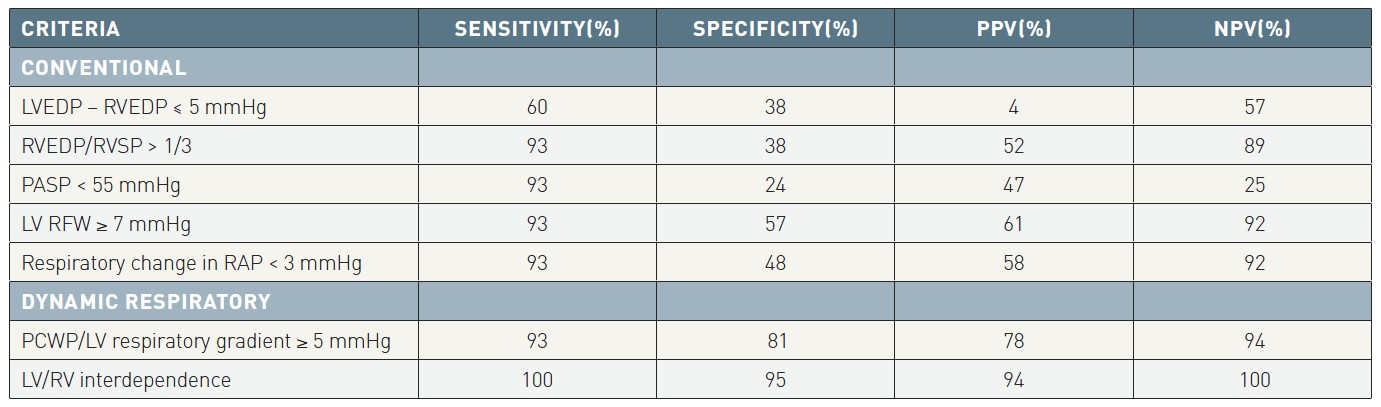 CRITERIA SENSITIVITY(%) SPECIFICITY(%) PPV(%) NPV(%)
CONVENTIONAL
LVEDP – RVEDP ≤ 5 mmHg 60 38 4 57
RVEDP/RVSP > 1/3 93 38 52 89
PASP < 55 mmHg 93 24 47 25
LV RFW ≥ 7 mmHg 93 57 61 92
Respiratory change in RAP < 3 mmHg 93 48 58 92
DYNAMIC RESPIRATORY
PCWP/LV respiratory gradient ≥ 5 mmHg 93 81 78 94
LV/RV interdependence 100 95 94 100